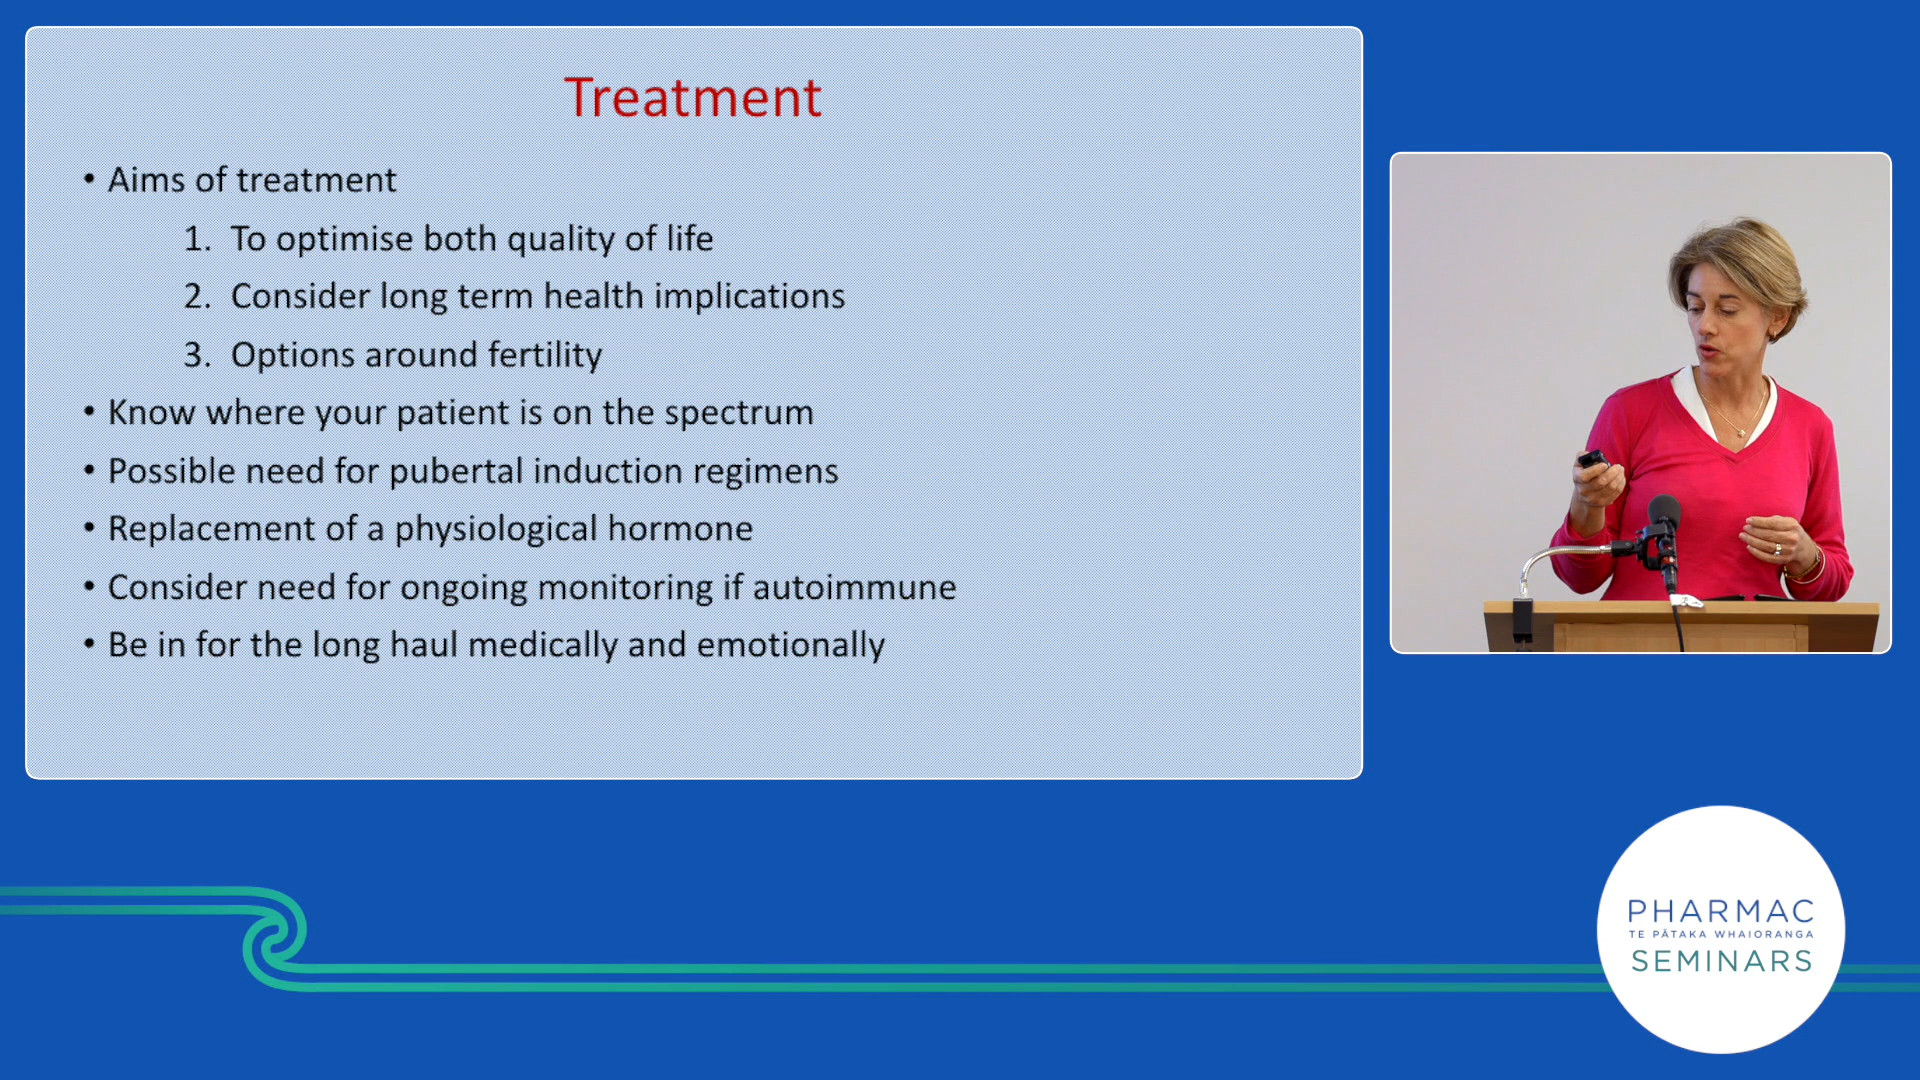 Treatment
• Aims of treatment
1. To optimise both quality of life
2. Consider long term health implications
3. Options around fertility
• Know where your patient is on the spectrum
• Possible need for pubertal induction regimens
• Replacement of a physiological hormone
• Consider need for ongoing monitoring if autoimmune
• Be in for the long haul medically and emotionally
PHARMAC
TE PĀTAKA WHAIORANGA
SEMINARS